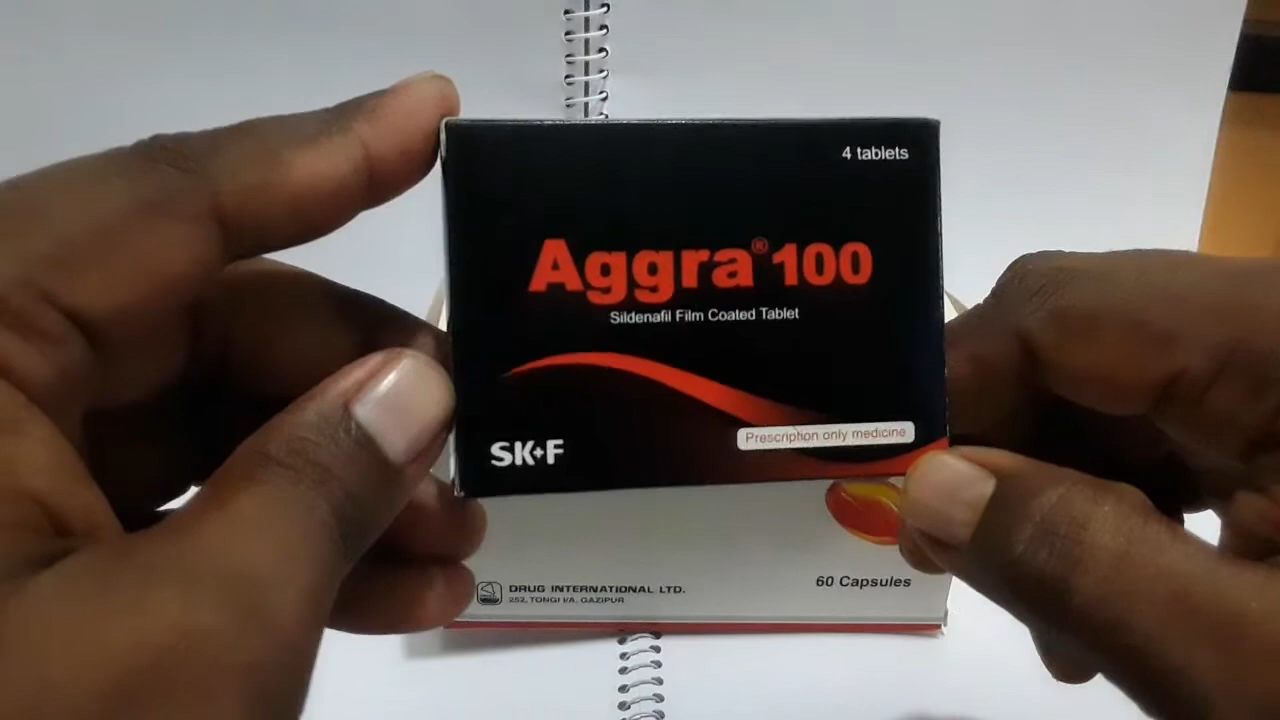 4 tablets
Aggra® 100
Sildenafil Film Coated Tablet
Prescription only medicine
SK+F
60 Capsules
DRUG INTERNATIONAL LTD.
252, TONGI I/A, GAZIPUR